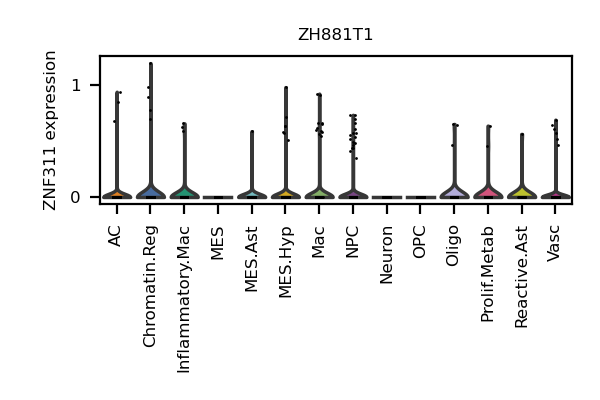 ZH881T1
ZNF311 expression
1
0
AC
Chromatin.Reg
Inflammatory.Mac
MES
MES.Ast
MES.Hyp
Mac
NPC
Neuron
OPC
Oligo
Prolif.Metab
Reactive.Ast
Vasc